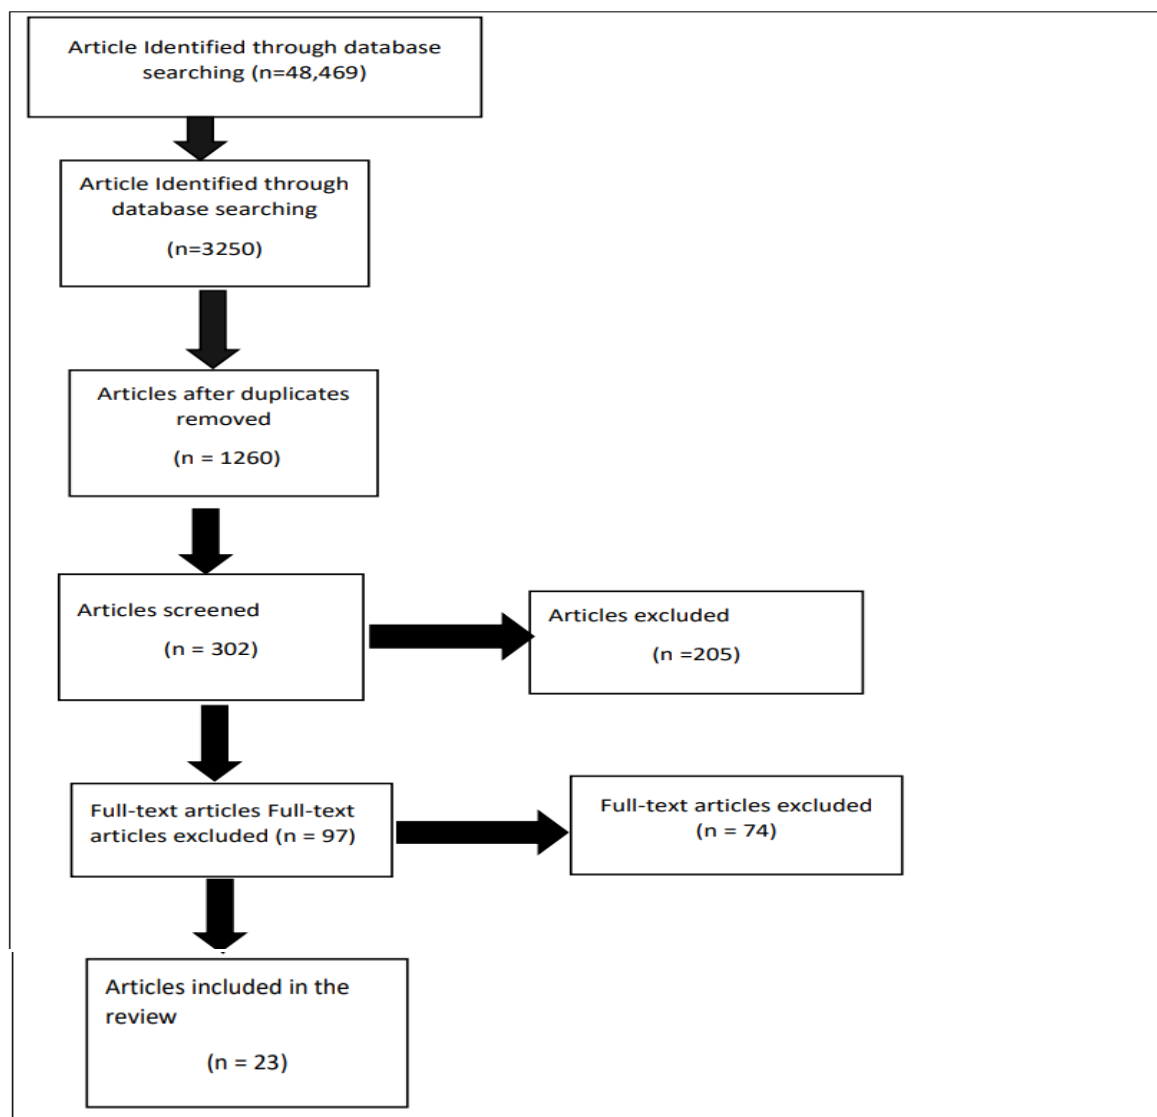 Article Identified through database
searching (n=48,469)
Article Identified through
database searching
(n=3250)
Articles after duplicates
removed
(n = 1260)
Articles screened
(n = 302)
Articles excluded
(n =205)
Full-text articles Full-text
articles excluded (n = 97)
Full-text articles excluded
(n = 74)
Articles included in the
review
(n = 23)